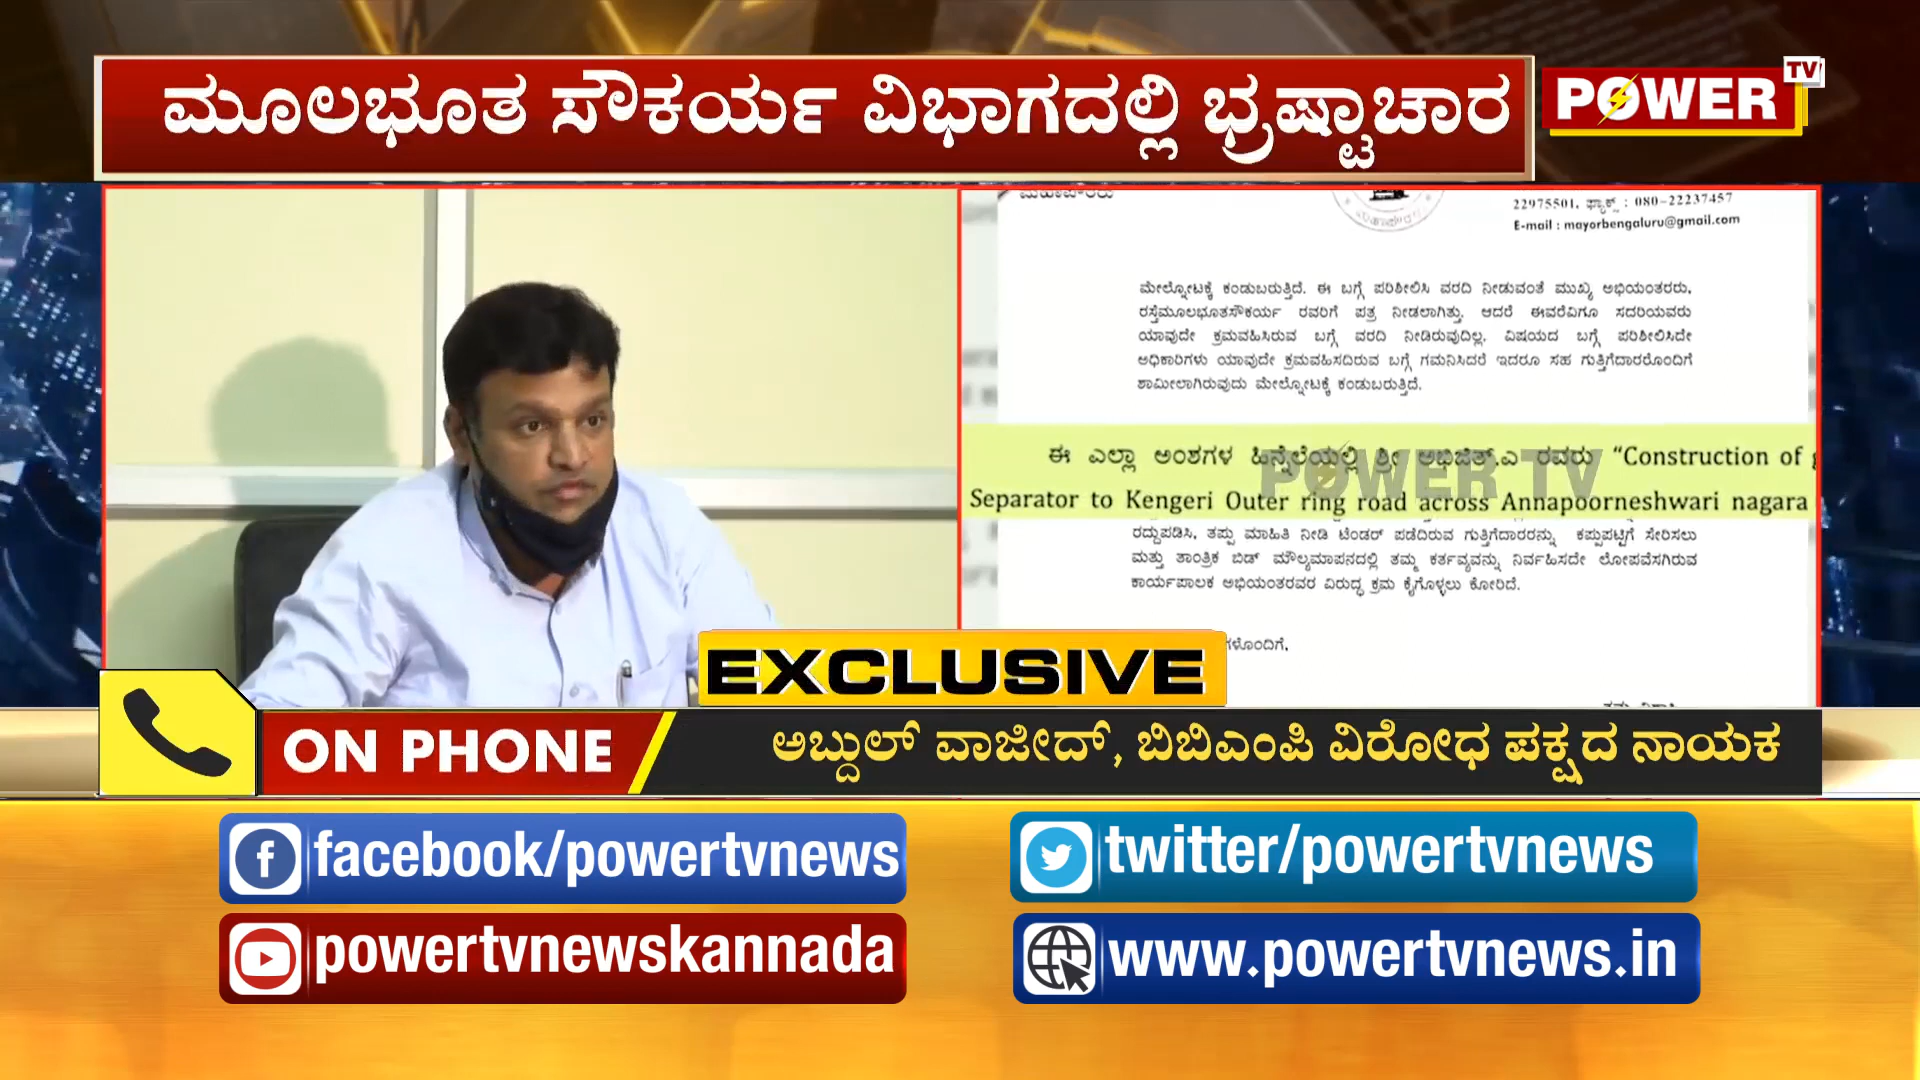 ಮೂಲಭೂತ ಸೌಕರ್ಯ ವಿಭಾಗದಲ್ಲಿ ಭ್ರಷ್ಟಾಚಾರ
POWER TV
22975501, ಫ್ಯಾಕ್ಸ್ : 080-22237457
E-mail : mayorbengaluru@gmail.com
ಮೇಲ್ನೋಟಕ್ಕೆ ಕಂಡುಬರುತ್ತಿದೆ. ಈ ಬಗ್ಗೆ ಪರಿಶೀಲಿಸಿ ವರದಿ ನೀಡುವಂತೆ ಮುಖ್ಯ ಅಭಿಯಂತರರು,
ರಸ್ತೆಮೂಲಭೂತಸೌಕರ್ಯ ರವರಿಗೆ ಪತ್ರ ನೀಡಲಾಗಿತ್ತು. ಆದರೆ ಈವರೆವಿಗೂ ಸದರಿಯವರು
ಯಾವುದೇ ಕ್ರಮವಹಿಸಿರುವ ಬಗ್ಗೆ ವರದಿ ನೀಡಿರುವುದಿಲ್ಲ. ವಿಷಯದ ಬಗ್ಗೆ ಪರಿಶೀಲಿಸಿದೇ
ಅಧಿಕಾರಿಗಳು ಯಾವುದೇ ಕ್ರಮವಹಿಸದಿರುವ ಬಗ್ಗೆ ಗಮನಿಸಿದರೆ ಇದರೂ ಸಹ ಗುತ್ತಿಗೆದಾರರೊಂದಿಗೆ
ಶಾಮೀಲಾಗಿರುವುದು ಮೇಲ್ನೋಟಕ್ಕೆ ಕಂಡುಬರುತ್ತಿದೆ.
ಈ ಎಲ್ಲಾ ಅಂಶಗಳ ಹಿನ್ನೆಲೆಯಲ್ಲಿ ಶ್ರೀ ಅಭಿಜಿತ್.ಎ ರವರು "Construction of
POWER TV
Separator to Kengeri Outer ring road across Annapoorneshwari nagara
ರದ್ದುಪಡಿಸಿ, ತಪ್ಪು ಮಾಹಿತಿ ನೀಡಿ ಟೆಂಡರ್ ಪಡೆದಿರುವ ಗುತ್ತಿಗೆದಾರರನ್ನು ಕಪ್ಪುಪಟ್ಟಿಗೆ ಸೇರಿಸಲು
ಮತ್ತು ತಾಂತ್ರಿಕ ಬಿಡ್ ಮೌಲ್ಯಮಾಪನದಲ್ಲಿ ತಮ್ಮ ಕರ್ತವ್ಯವನ್ನು ನಿರ್ವಹಿಸದೇ ಲೋಪವೆಸಗಿರುವ
ಕಾರ್ಯಪಾಲಕ ಅಭಿಯಂತರವರ ವಿರುದ್ಧ ಕ್ರಮ ಕೈಗೊಳ್ಳಲು ಕೋರಿದೆ.
ಗಳೊಂದಿಗೆ,
EXCLUSIVE
ON PHONE
ಅಬ್ದುಲ್ ವಾಜೀದ್, ಬಿಬಿಎಂಪಿ ವಿರೋಧ ಪಕ್ಷದ ನಾಯಕ
facebook/powertvnews
twitter/powertvnews
powertvnewskannada
www.powertvnews.in